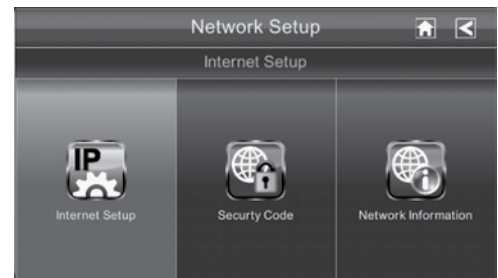 Network Setup
Internet Setup
IP
Internet Setup
Securty Code
i
Network Information